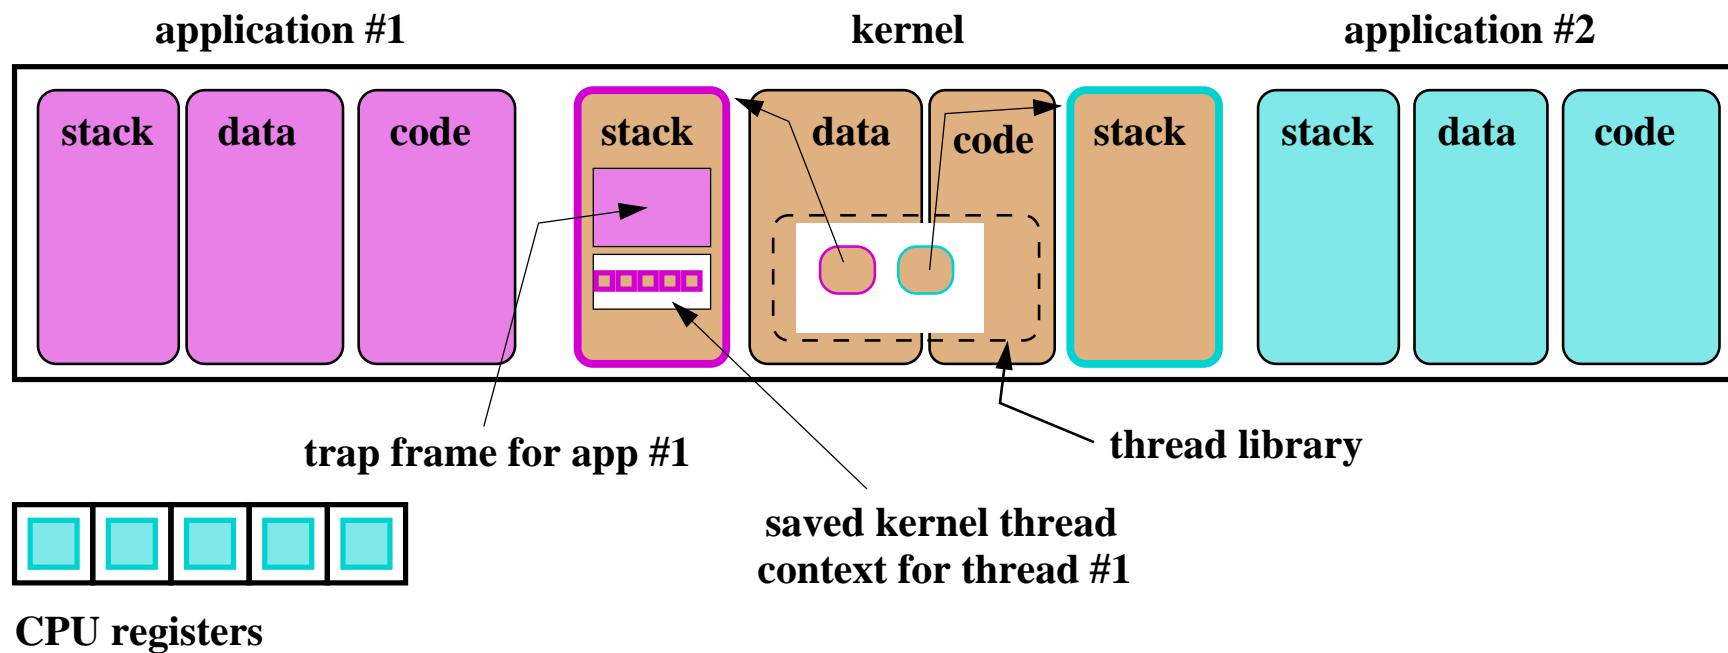 application #1
kernel
application #2
stack
data
code
stack
data
code
stack
stack
data
code
trap frame for app #1
thread library
saved kernel thread
context for thread #1
CPU registers